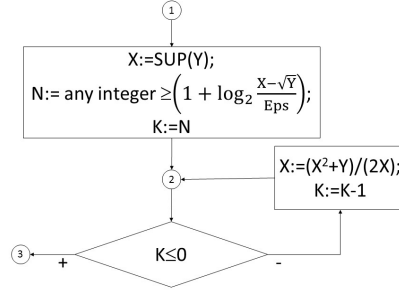 1
X:=SUP(Y);
N:= any integer ≥(1 + log₂ (X−√Y)/Eps);
K:=N
2
X:=(X²+Y)/(2X);
K:=K-1
K≤0
3
+
-